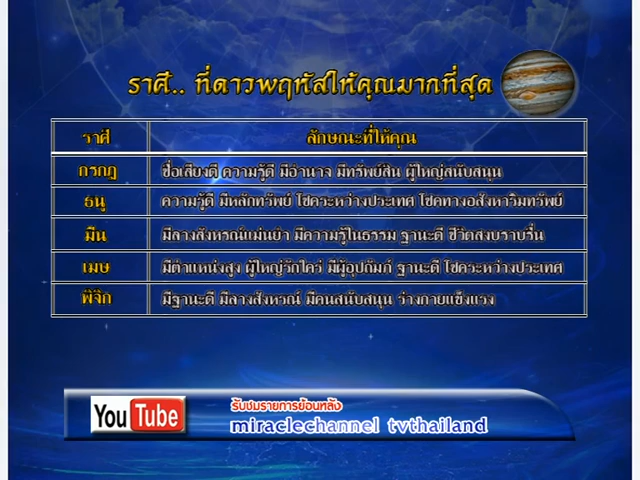 ราศี.. ที่ดาวพฤหัสให้คุณมากที่สุด
ราศี ลักษณะที่ให้คุณ
กรกฎ ชื่อเสียงดี ความรู้ดี มีอำนาจ มีทรัพย์สิน ผู้ใหญ่สนับสนุน
ธนู ความรู้ดี มีหลักทรัพย์ โชคระหว่างประเทศ โชคทางอสังหาริมทรัพย์
มีน มีลางสังหรณ์แม่นยำ มีความรู้ในธรรม ฐานะดี ชีวิตสงบราบรื่น
เมษ มีตำแหน่งสูง ผู้ใหญ่รักใคร่ มีผู้อุปถัมภ์ ฐานะดี โชคระหว่างประเทศ
พิจิก มีฐานะดี มีลางสังหรณ์ มีคนสนับสนุน ร่างกายแข็งแรง
YouTube
รับชมรายการย้อนหลัง
miraclechannel tvthailand